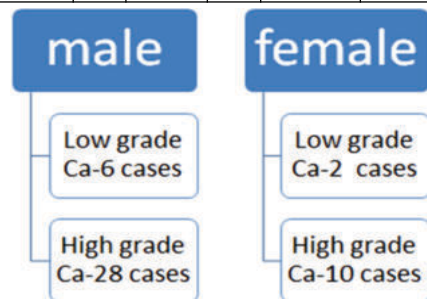 male
Low grade
Ca-6 cases
High grade
Ca-28 cases
female
Low grade
Ca-2 cases
High grade
Ca-10 cases